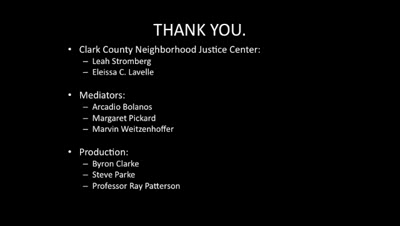 THANK YOU.
• Clark County Neighborhood Justice Center:
– Leah Stromberg
– Eleissa C. Lavelle
• Mediators:
– Arcadio Bolanos
– Margaret Pickard
– Marvin Weitzenhoffer
• Production:
– Byron Clarke
– Steve Parke
– Professor Ray Patterson